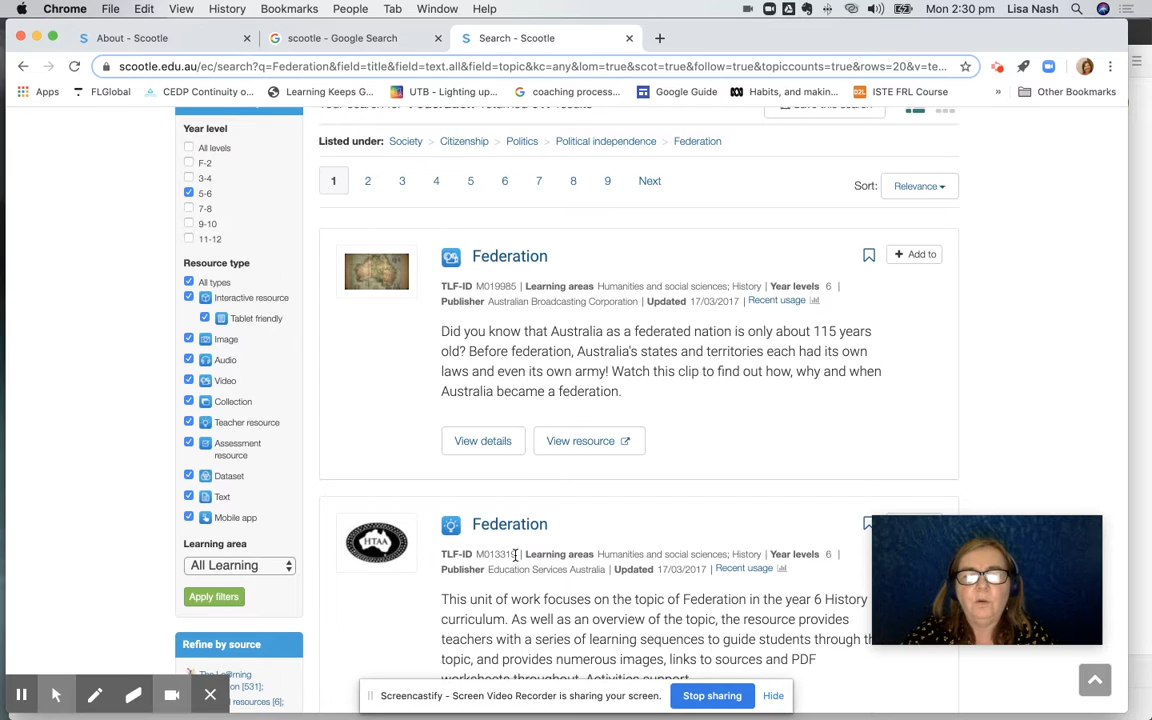 Chrome File Edit View History Bookmarks People Tab Window Help Mon 2:30 pm Lisa Nash
About - Scootle
scootle - Google Search
Search - Scootle
scootle.edu.au/ec/search?q=Federation&field=title&field=text.all&field=topic&kc=any&lom=true&scot=true&follow=true&topiccounts=true&rows=20&v=te...
Apps FLGlobal CEDP Continuity o... Learning Keeps G... UTB - Lighting up... coaching process... Google Guide Habits, and making... ISTE FRL Course » Other Bookmarks
Year level
All levels
F-2
3-4
5-6
7-8
9-10
11-12
Resource type
All types
Interactive resource
Tablet friendly
Image
Audio
Video
Collection
Teacher resource
Assessment
resource
Dataset
Text
Mobile app
Learning area
All Learning
Apply filters
Refine by source
Listed under: Society > Citizenship > Politics > Political independence > Federation
1 2 3 4 5 6 7 8 9 Next
Sort: Relevance
Federation
Add to
TLF-ID M019985 | Learning areas Humanities and social sciences; History | Year levels 6 |
Publisher Australian Broadcasting Corporation | Updated 17/03/2017 | Recent usage
Did you know that Australia as a federated nation is only about 115 years
old? Before federation, Australia's states and territories each had its own
laws and even its own army! Watch this clip to find out how, why and when
Australia became a federation.
View details
View resource
HTAA
Federation
TLF-ID | Learning areas Humanities and social sciences; History | Year levels 6 |
Publisher Education Services Australia | Updated 17/03/2017 | Recent usage
This unit of work focuses on the topic of Federation in the year 6 History
curriculum. As well as an overview of the topic, the resource provides
teachers with a series of learning sequences to guide students through
topic, and provides numerous images, links to sources and PDF
Screencastify - Screen Video Recorder is sharing your screen.
Stop sharing
Hide